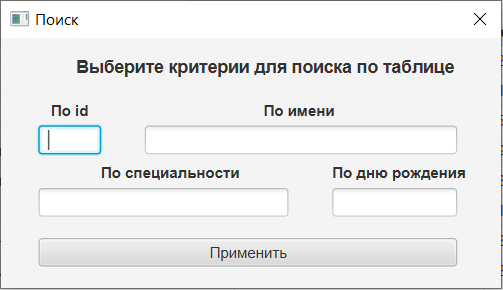 Поиск
Выберите критерии для поиска по таблице
По id
По имени
По специальности
По дню рождения
Применить